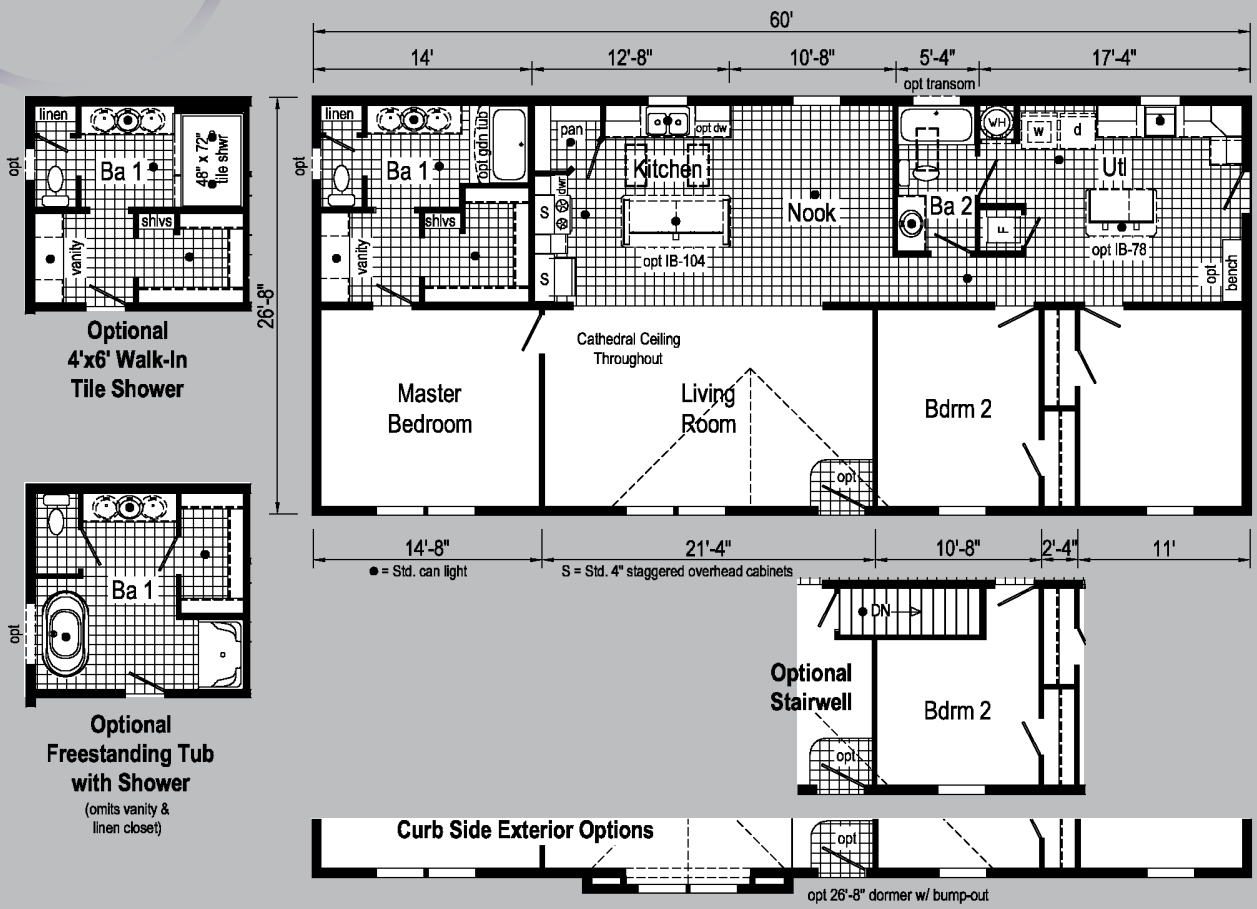 60'
14'
12'-8"
10'-8"
5'-4"
17'-4"
opt transom
linen
opt
Ba 1
48" x 72"
tile shwr
shlvs
vanity
Optional
4'x6' Walk-In
Tile Shower
26'-8"
opt
linen
Ba 1
opt gdn tub
shlvs
vanity
pan
opt dw
Kitchen
dwr
S
S
opt IB-104
Nook
WH
w
d
Utl
Ba 2
F
opt IB-78
opt
bench
Master
Bedroom
Cathedral Ceiling
Throughout
Living
Room
opt
Bdrm 2
14'-8"
21'-4"
10'-8"
2'-4"
11'
● = Std. can light
S = Std. 4" staggered overhead cabinets
Ba 1
opt
Optional
Freestanding Tub
with Shower
(omits vanity &
linen closet)
DN
Optional
Stairwell
Bdrm 2
opt
Curb Side Exterior Options
opt
opt 26'-8" dormer w/ bump-out